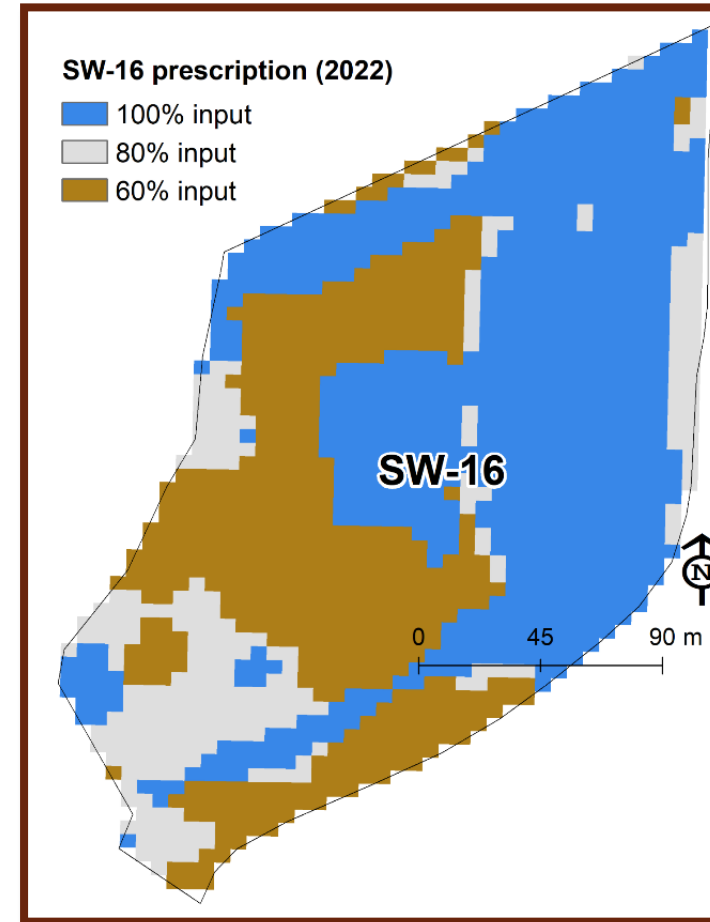 SW-16 prescription (2022)
100% input
80% input
60% input
SW-16
N
0 45 90 m